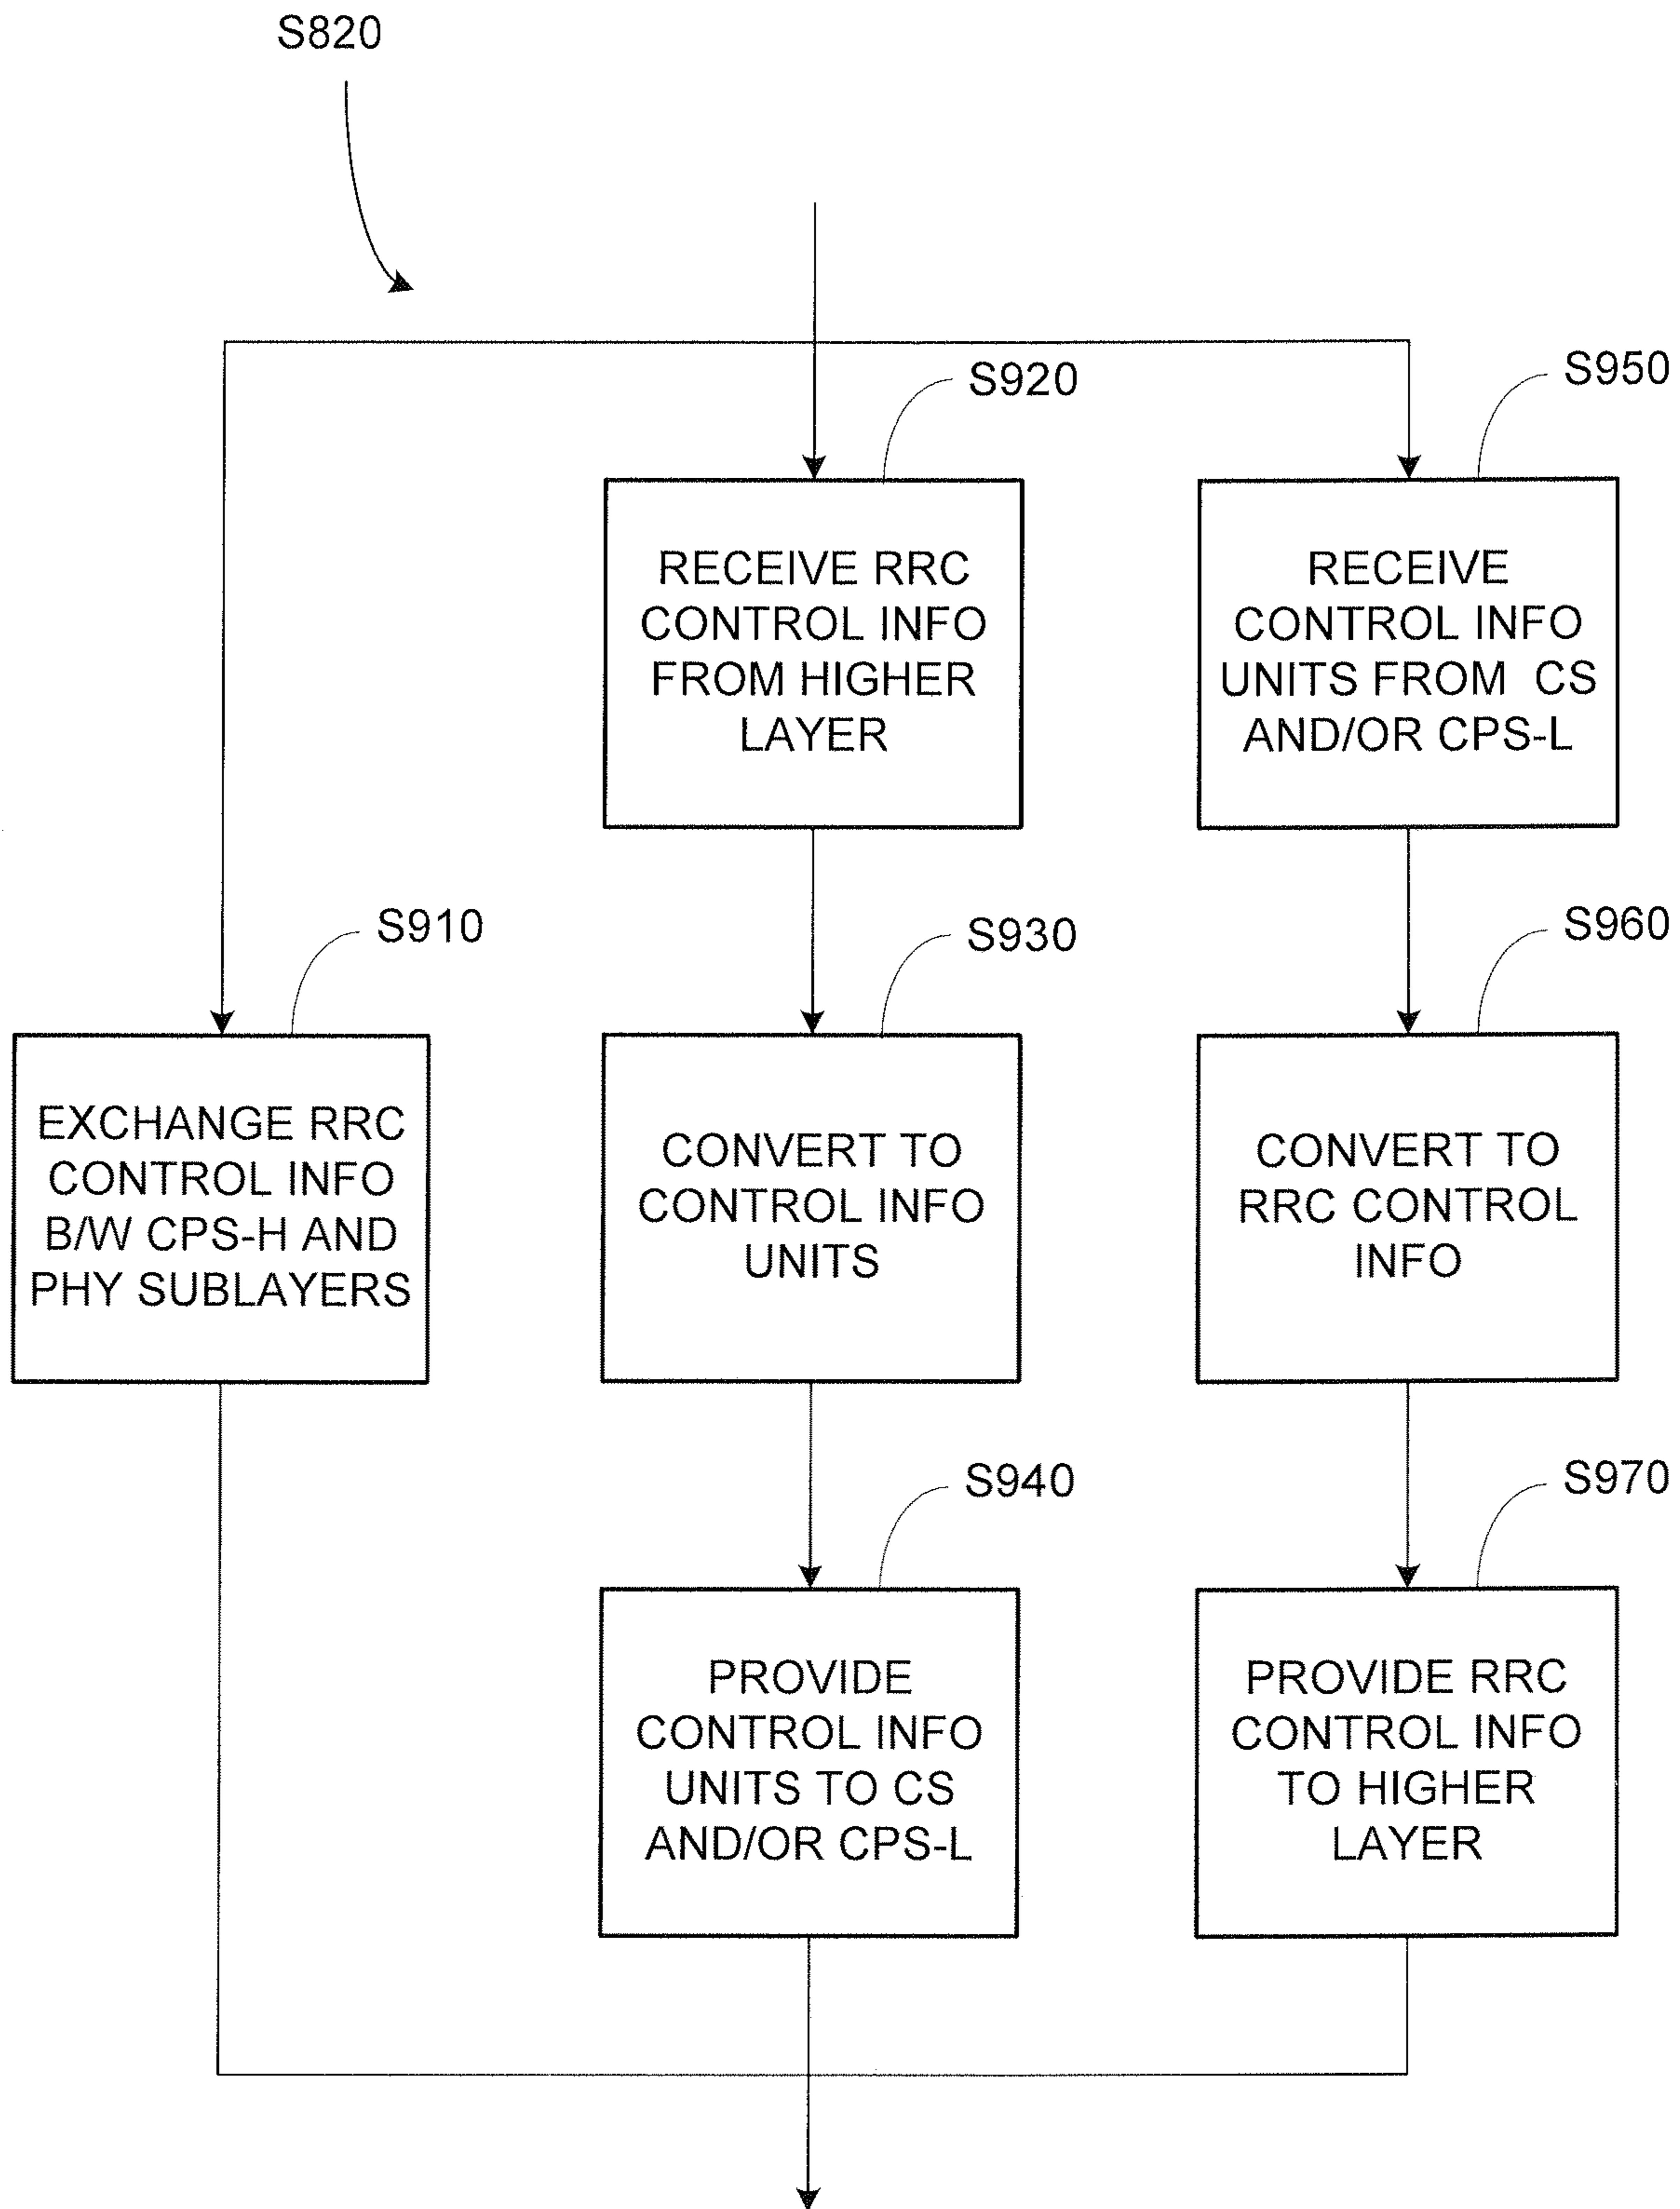 S820
S920
S950
RECEIVE RRC
CONTROL INFO
FROM HIGHER
LAYER
RECEIVE
CONTROL INFO
UNITS FROM CS
AND/OR CPS-L
S910
S930
S960
EXCHANGE RRC
CONTROL INFO
B/W CPS-H AND
PHY SUBLAYERS
CONVERT TO
CONTROL INFO
UNITS
CONVERT TO
RRC CONTROL
INFO
S940
S970
PROVIDE
CONTROL INFO
UNITS TO CS
AND/OR CPS-L
PROVIDE RRC
CONTROL INFO
TO HIGHER
LAYER